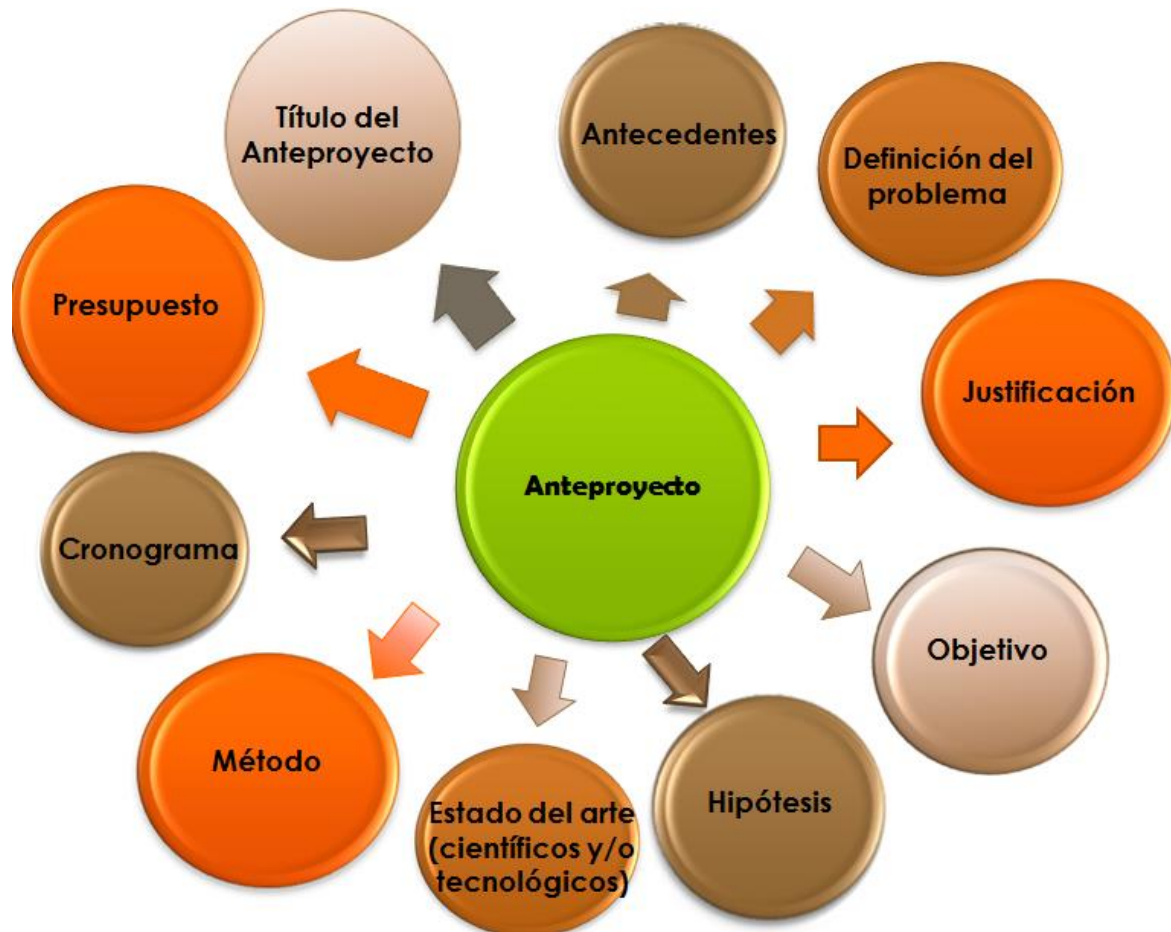 Título del
Anteproyecto
Antecedentes
Definición del
problema
Justificación
Objetivo
Hipótesis
Estado del arte
(científicos y/o
tecnológicos)
Método
Cronograma
Presupuesto
Anteproyecto